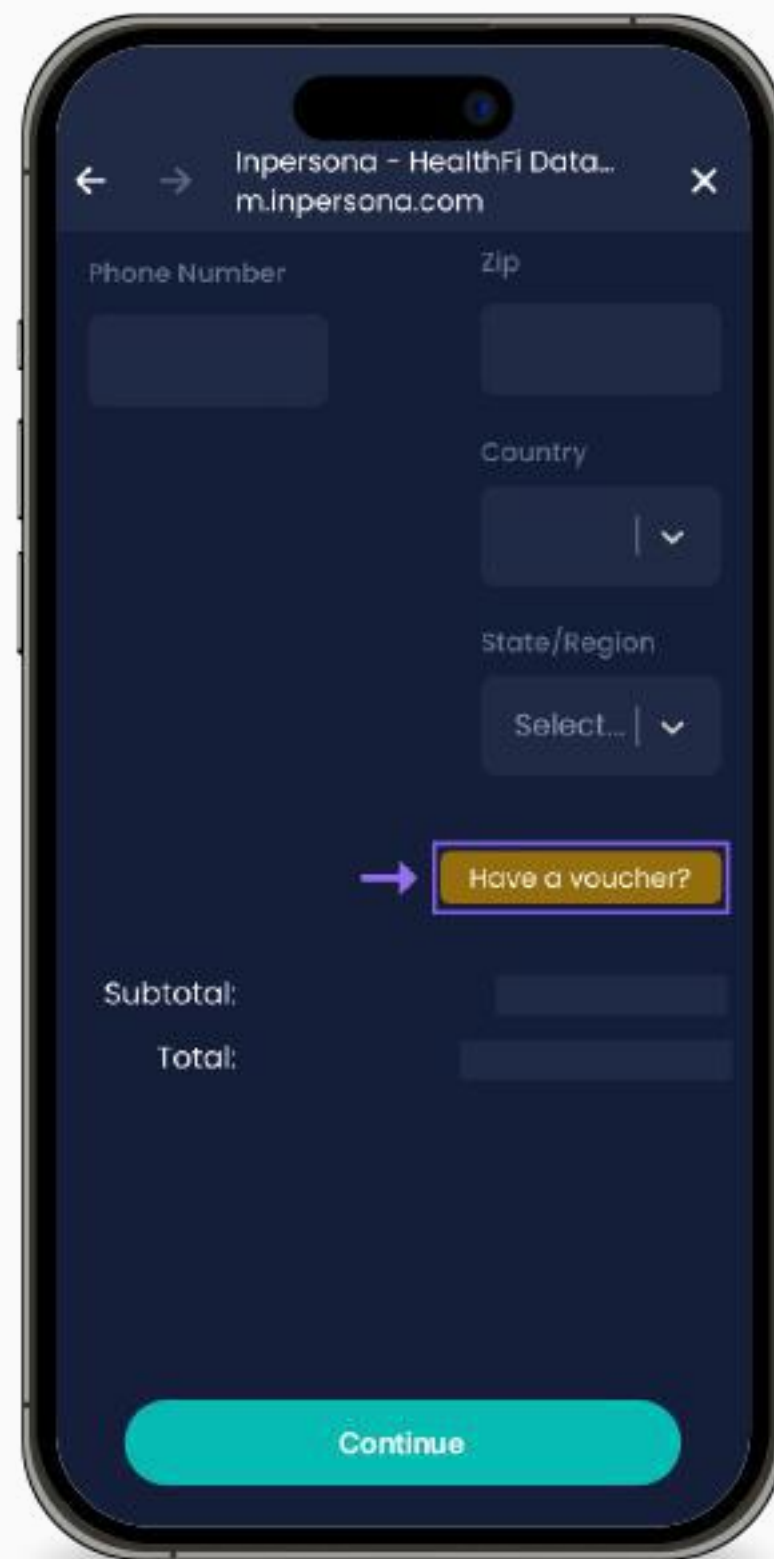 Inpersona - HealthFi Data...
m.inpersona.com
Phone Number
Zip
Country
State/Region
Select...
Have a voucher?
Subtotal:
Total:
Continue